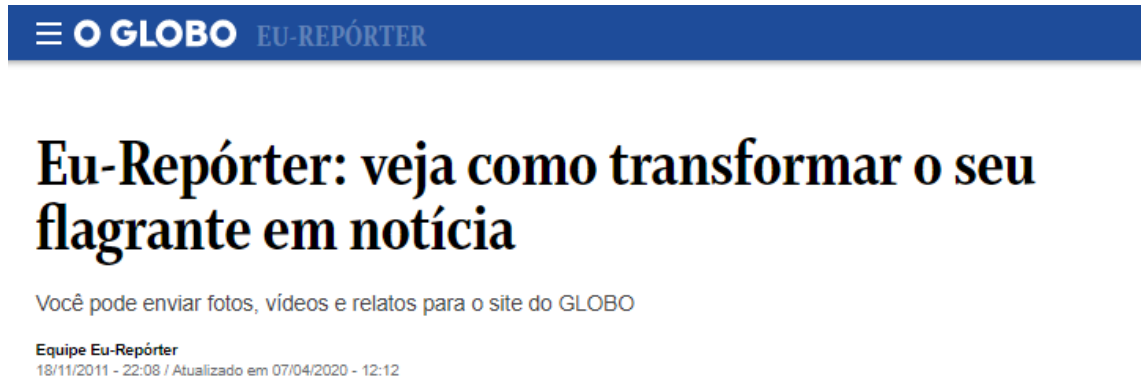 O GLOBO EU-REPÓRTER
Eu-Repórter: veja como transformar o seu
flagrante em notícia
Você pode enviar fotos, vídeos e relatos para o site do GLOBO
Equipe Eu-Repórter
18/11/2011 - 22:08 / Atualizado em 07/04/2020 - 12:12